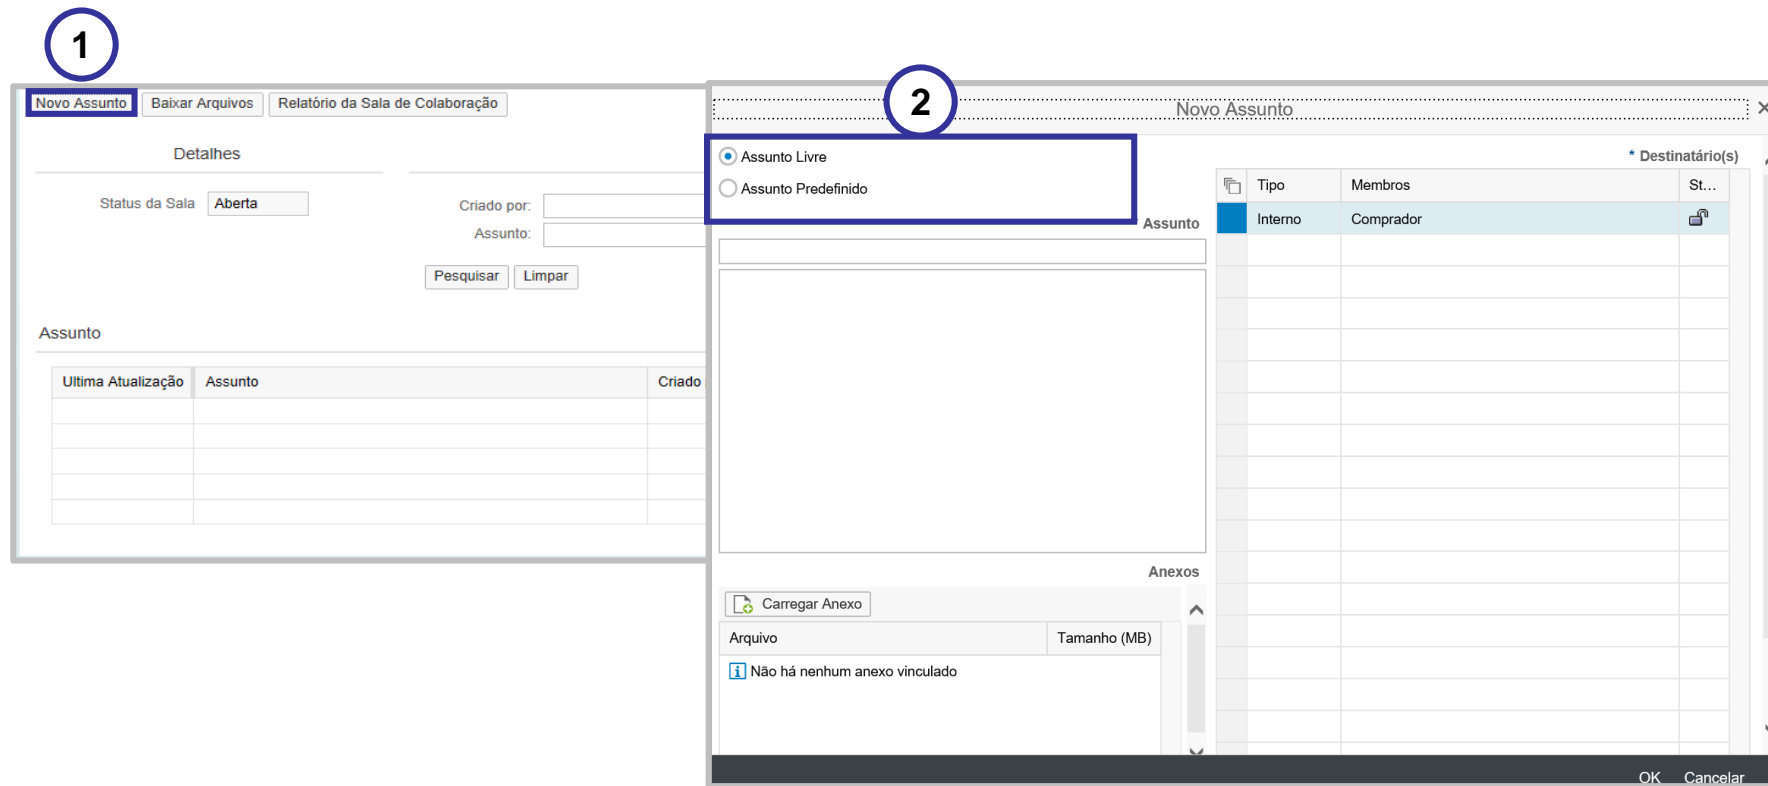 1
Novo Assunto Baixar Arquivos Relatório da Sala de Colaboração
Detalhes
Status da Sala Aberta
Criado por:
Assunto:
Pesquisar Limpar
Assunto
Ultima Atualização Assunto Criado
2
Novo Assunto
Assunto Livre
Assunto Predefinido
* Assunto
* Destinatário(s)
Tipo Membros St...
Interno Comprador
Anexos
Carregar Anexo
Arquivo Tamanho (MB)
Não há nenhum anexo vinculado
OK Cancelar